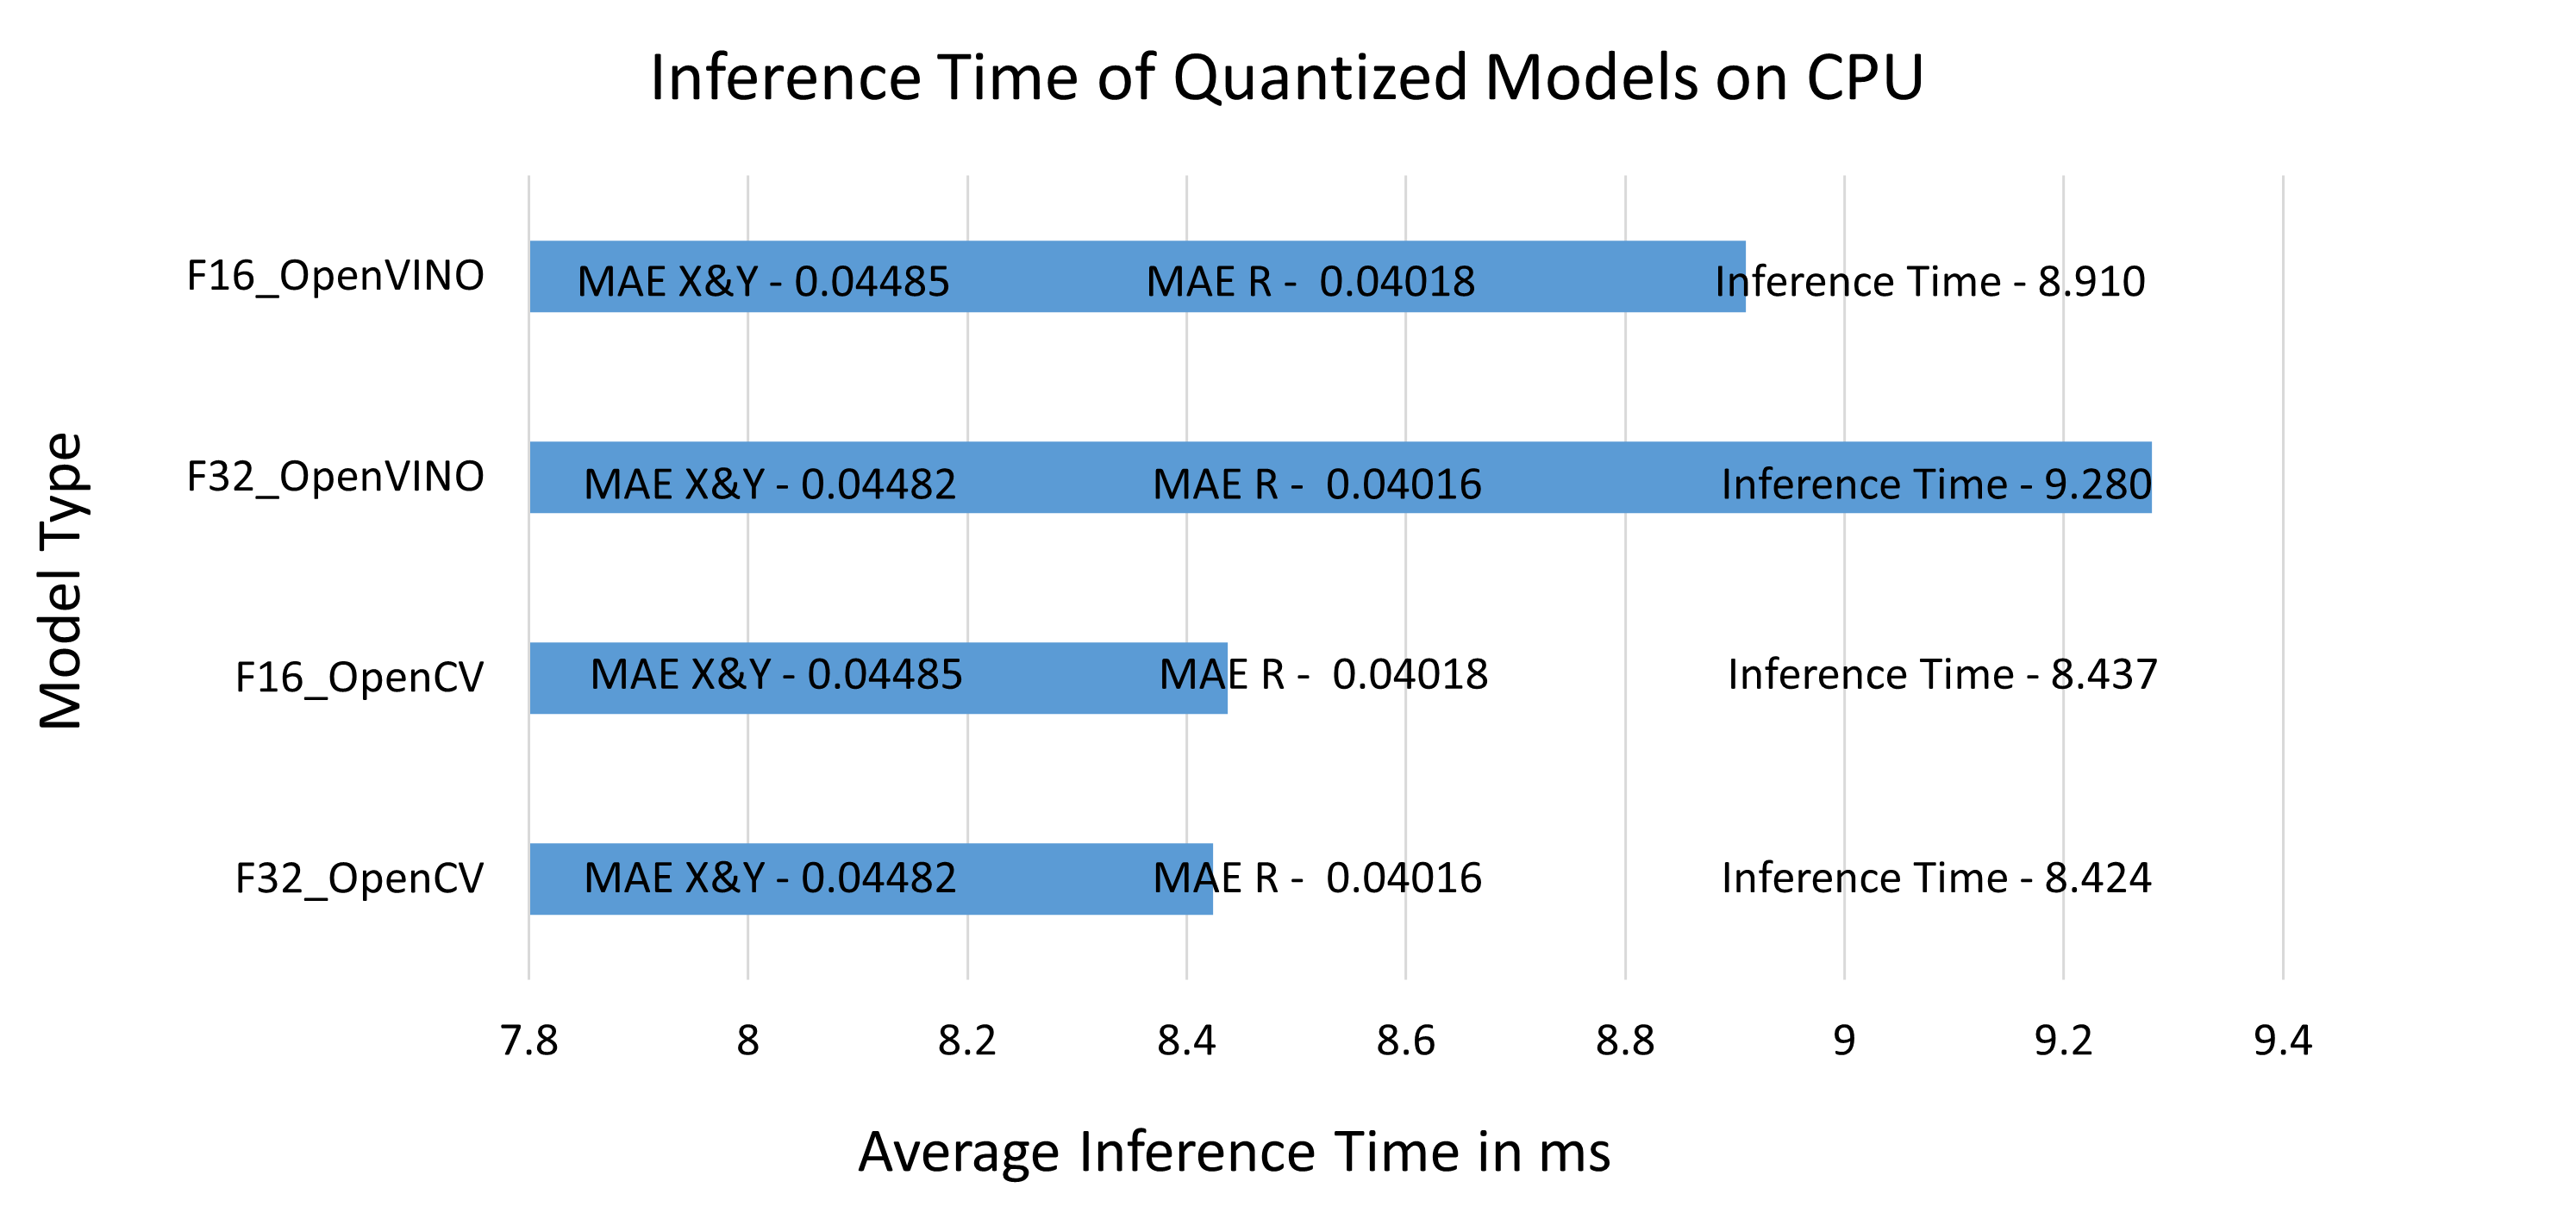 Inference Time of Quantized Models on CPU
F16_OpenVINO
MAE X&Y - 0.04485
MAE R -  0.04018
Inference Time - 8.910
F32_OpenVINO
MAE X&Y - 0.04482
MAE R -  0.04016
Inference Time - 9.280
F16_OpenCV
MAE X&Y - 0.04485
MAE R -  0.04018
Inference Time - 8.437
F32_OpenCV
MAE X&Y - 0.04482
MAE R -  0.04016
Inference Time - 8.424
Model Type
7.8 8 8.2 8.4 8.6 8.8 9 9.2 9.4
Average Inference Time in ms